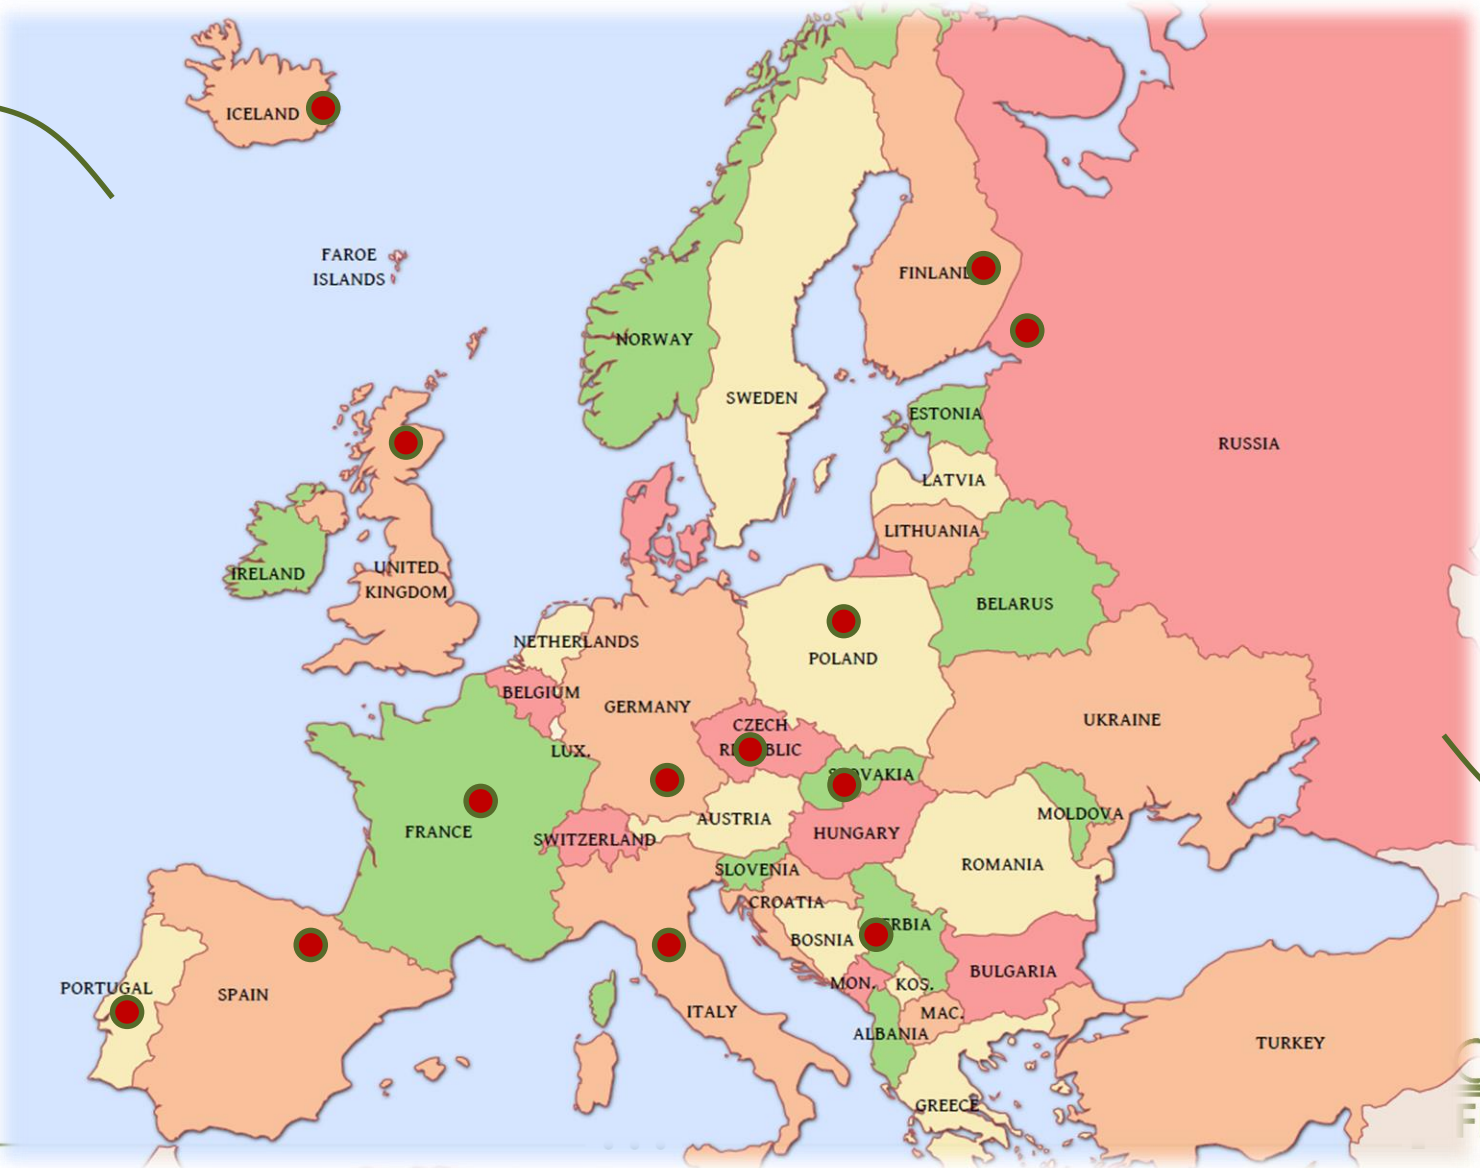 ICELAND
FAROE
ISLANDS
FINLAND
NORWAY
SWEDEN
ESTONIA
RUSSIA
LATVIA
LITHUANIA
IRELAND
UNITED
KINGDOM
BELARUS
NETHERLANDS
POLAND
BELGIUM
GERMANY
UKRAINE
CZECH
LUX.
SLOVAKIA
MOLDOVA
AUSTRIA
FRANCE
SWITZERLAND
HUNGARY
ROMANIA
SLOVENIA
CROATIA
SERBIA
BOSNIA
BULGARIA
MON.
KOS.
PORTUGAL
SPAIN
ITALY
MAC.
ALBANIA
TURKEY
GREECE